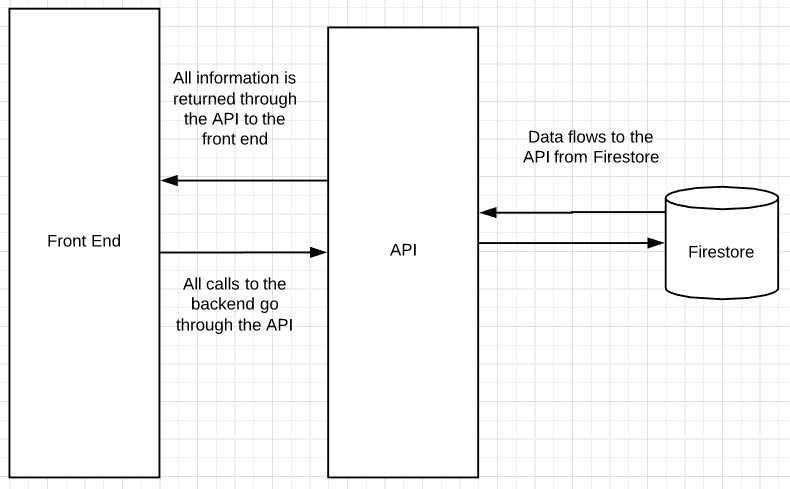 All information is
returned through
the API to the
front end
Data flows to the
API from Firestore
Front End
API
Firestore
All calls to the
backend go
through the API